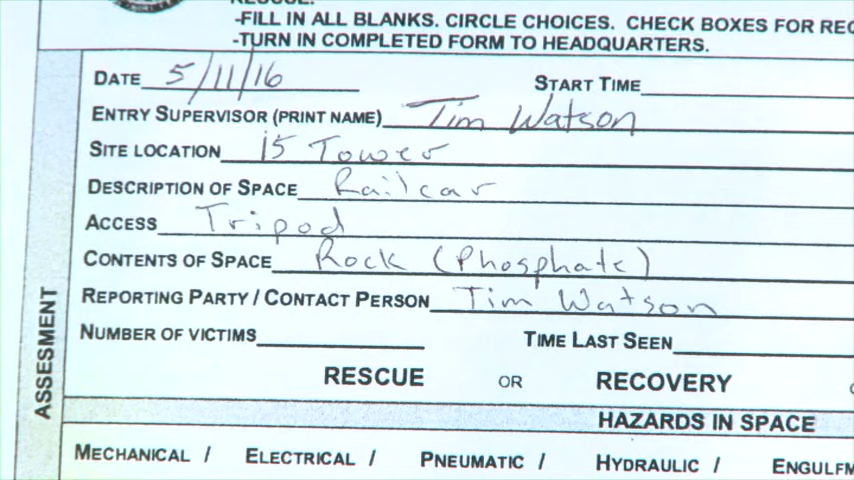 RESCUE.
-FILL IN ALL BLANKS. CIRCLE CHOICES. CHECK BOXES FOR REC
-TURN IN COMPLETED FORM TO HEADQUARTERS.
DATE 5/11/16 START TIME
ENTRY SUPERVISOR (PRINT NAME) Tim Watson
SITE LOCATION 15 Tower
DESCRIPTION OF SPACE Railcar
ACCESS Tripod
CONTENTS OF SPACE Rock (Phosphate)
REPORTING PARTY / CONTACT PERSON Tim Watson
NUMBER OF VICTIMS TIME LAST SEEN
RESCUE OR RECOVERY
ASSESMENT
HAZARDS IN SPACE
MECHANICAL / ELECTRICAL / PNEUMATIC / HYDRAULIC / ENGULFM